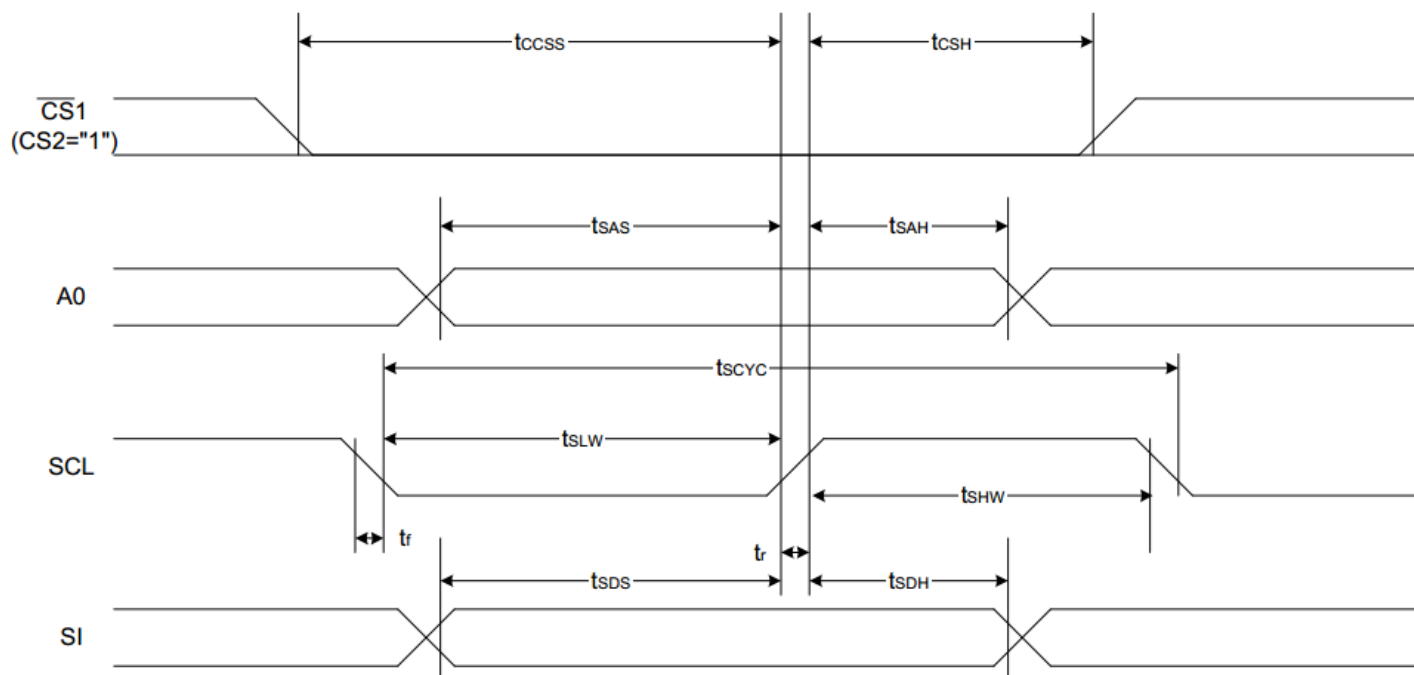 tCCSS
tCSH
CS1
(CS2="1")
tSAS
tSAH
A0
tSCYC
tSLW
SCL
tSHW
tf
tr
tSDS
tSDH
SI